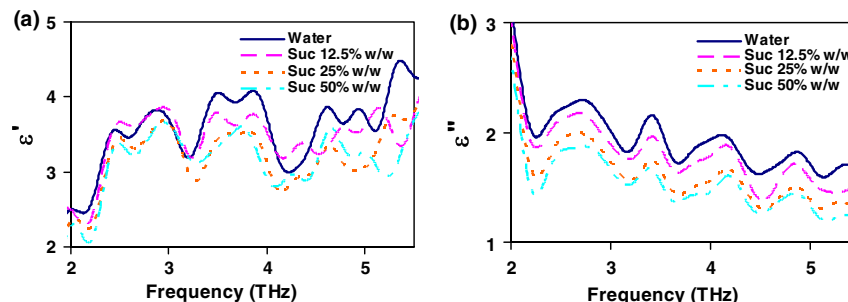 (a)
5
4
3
2
ε'
Water
Suc 12.5% w/w
Suc 25% w/w
Suc 50% w/w
2 3 4 5
Frequency (THz)
(b)
3
2
1
ε"
Water
Suc 12.5% w/w
Suc 25% w/w
Suc 50% w/w
2 3 4 5
Frequency (THz)